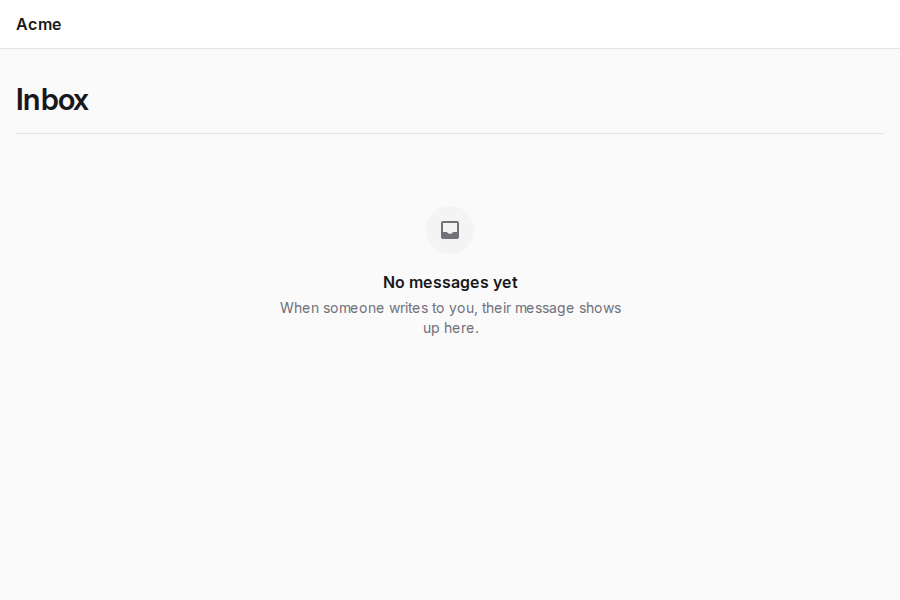 Acme
Inbox
No messages yet
When someone writes to you, their message shows
up here.